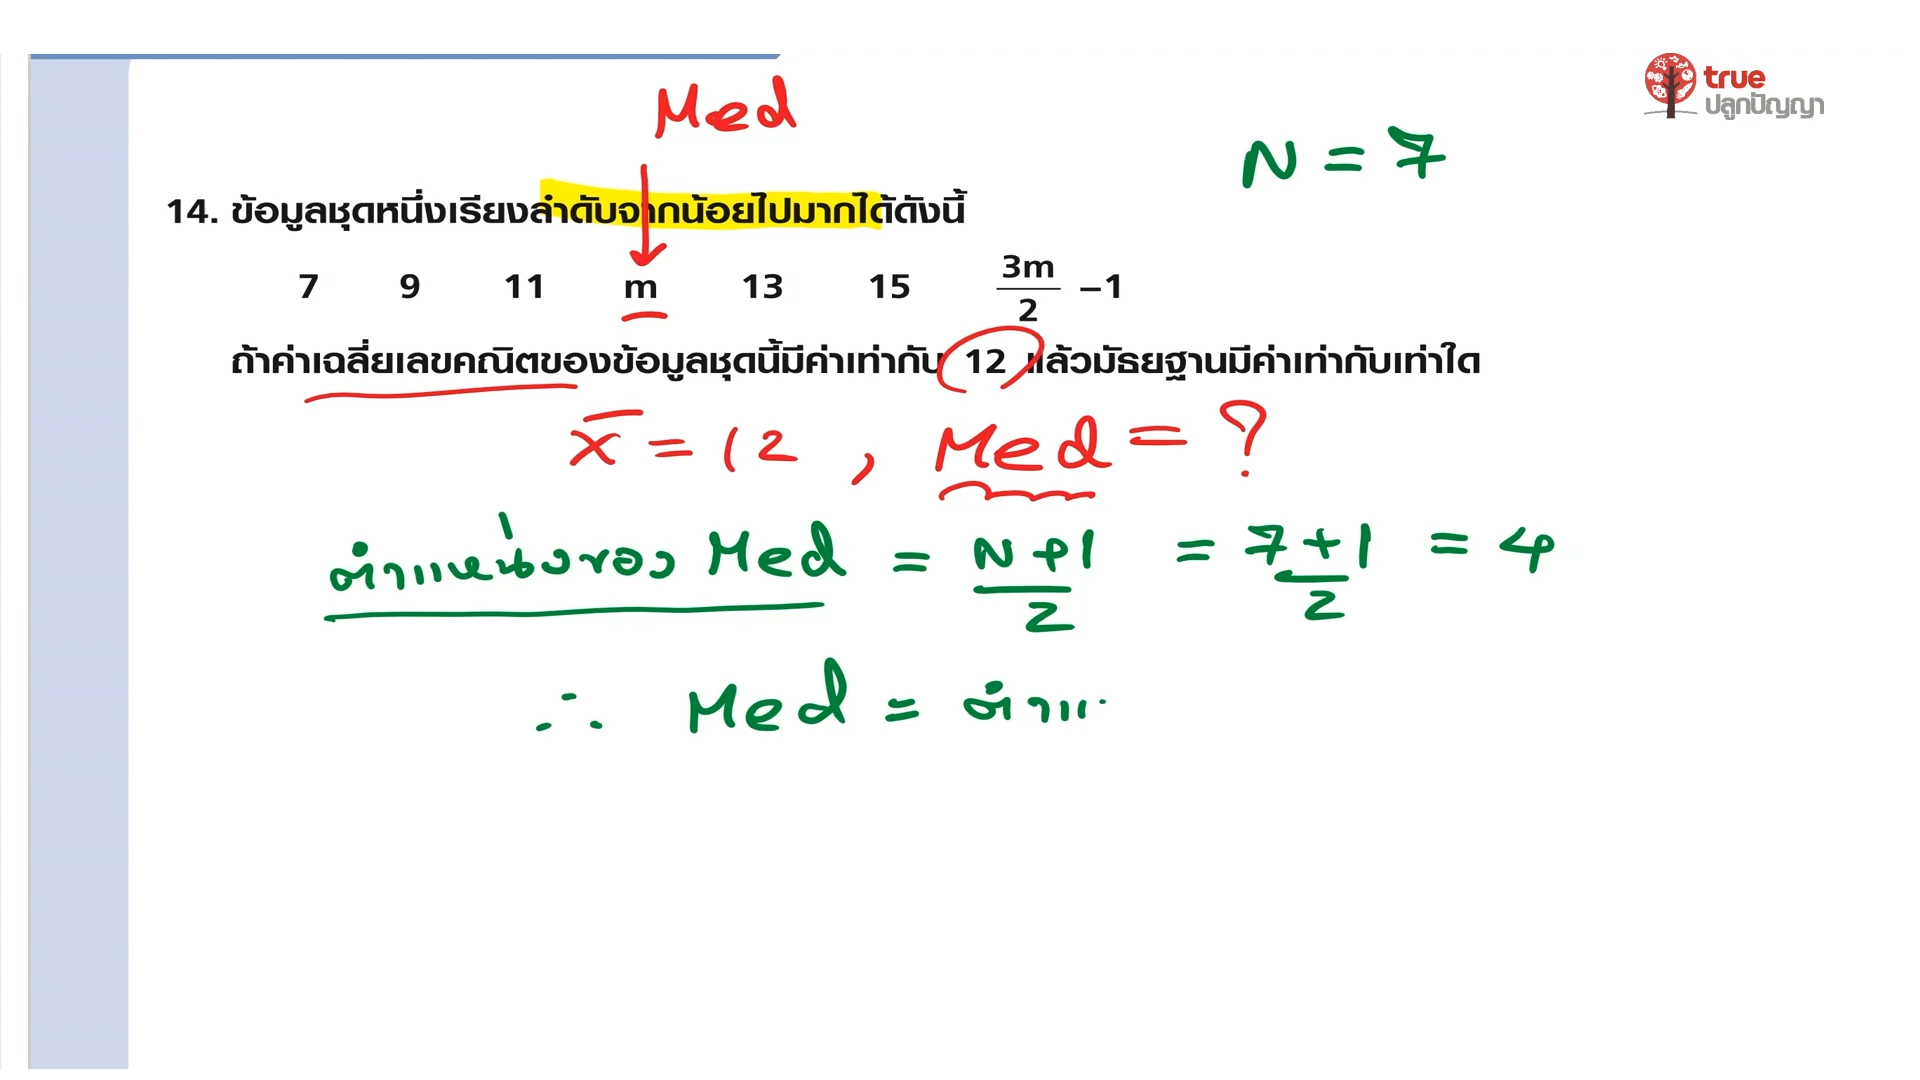 Med
true
ปลูกปัญญา
N = 7
14. ข้อมูลชุดหนึ่งเรียงลำดับจากน้อยไปมากได้ดังนี้
7 9 11 m 13 15 3m/2 –1
ถ้าค่าเฉลี่ยเลขคณิตของข้อมูลชุดนี้มีค่าเท่ากับ 12 แล้วมัธยฐานมีค่าเท่ากับเท่าใด
x̄ = 12 , Med = ?
ตำแหน่งของ Med = N+1/2 = 7+1/2 = 4
∴ Med = ตำแ